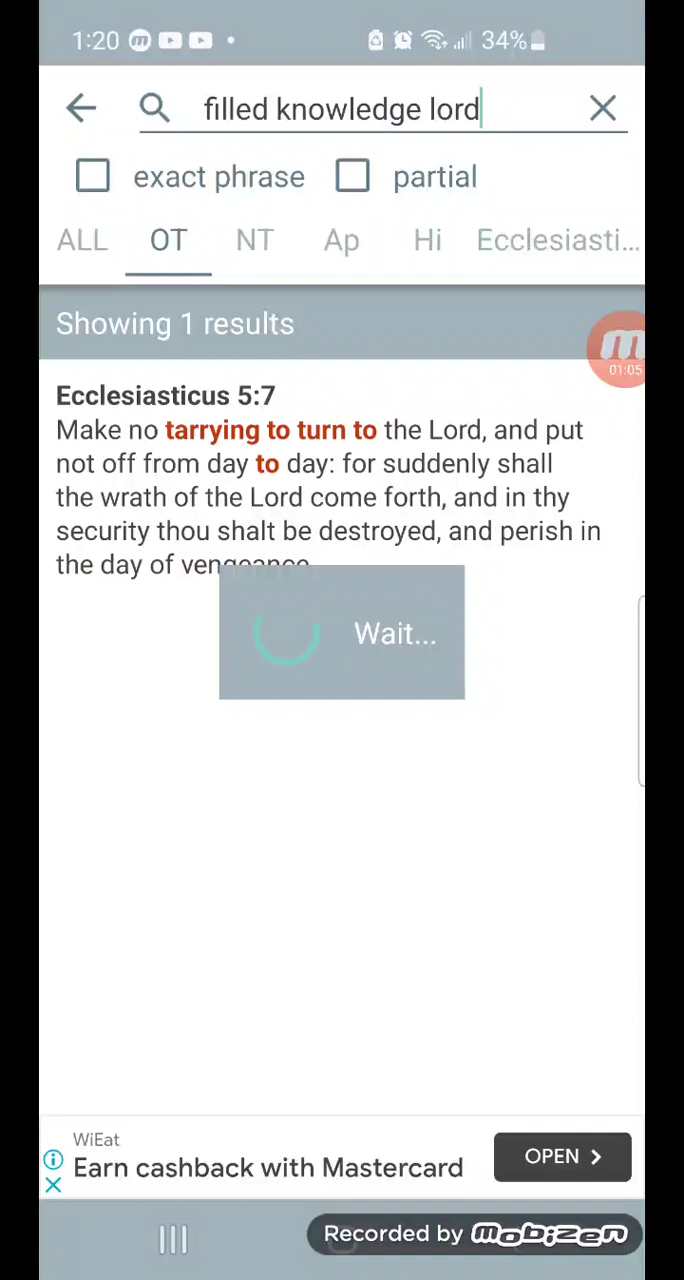 1:20 34%
filled knowledge lord
exact phrase partial
ALL OT NT Ap Hi Ecclesiasti...
Showing 1 results
01:05
Ecclesiasticus 5:7
Make no tarrying to turn to the Lord, and put
not off from day to day: for suddenly shall
the wrath of the Lord come forth, and in thy
security thou shalt be destroyed, and perish in
the day of vengeance
Wait...
WiEat
Earn cashback with Mastercard
OPEN
Recorded by mobizen